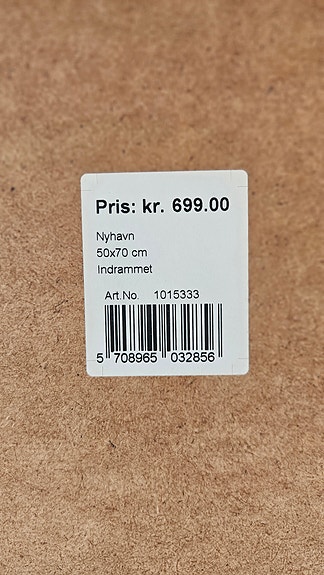 Pris: kr. 699.00
Nyhavn
50x70 cm
Indrammet
Art.No. 1015333
5 708965 032856